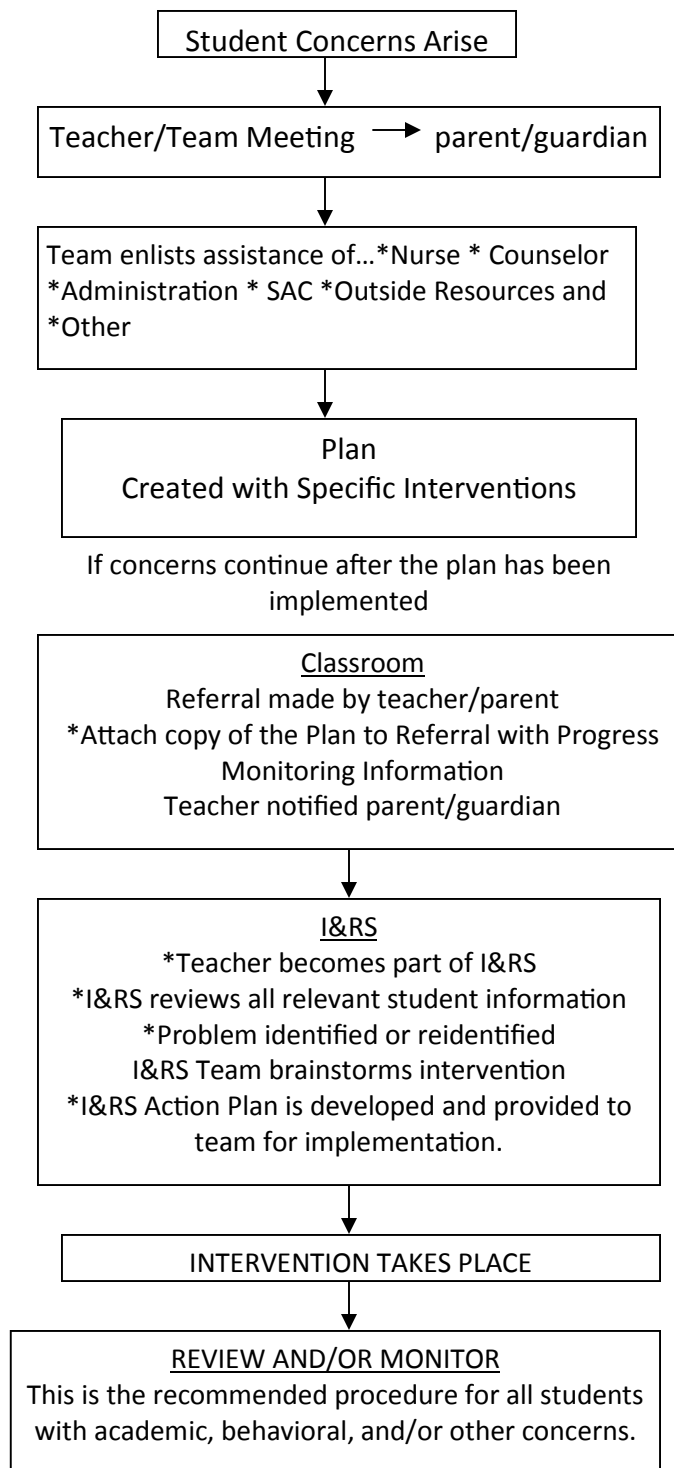 Student Concerns Arise
Teacher/Team Meeting → parent/guardian
Team enlists assistance of…*Nurse * Counselor
*Administration * SAC *Outside Resources and
*Other
Plan
Created with Specific Interventions
If concerns continue after the plan has been
implemented
Classroom
Referral made by teacher/parent
*Attach copy of the Plan to Referral with Progress
Monitoring Information
Teacher notified parent/guardian
I&RS
*Teacher becomes part of I&RS
*I&RS reviews all relevant student information
*Problem identified or reidentified
I&RS Team brainstorms intervention
*I&RS Action Plan is developed and provided to
team for implementation.
INTERVENTION TAKES PLACE
REVIEW AND/OR MONITOR
This is the recommended procedure for all students
with academic, behavioral, and/or other concerns.